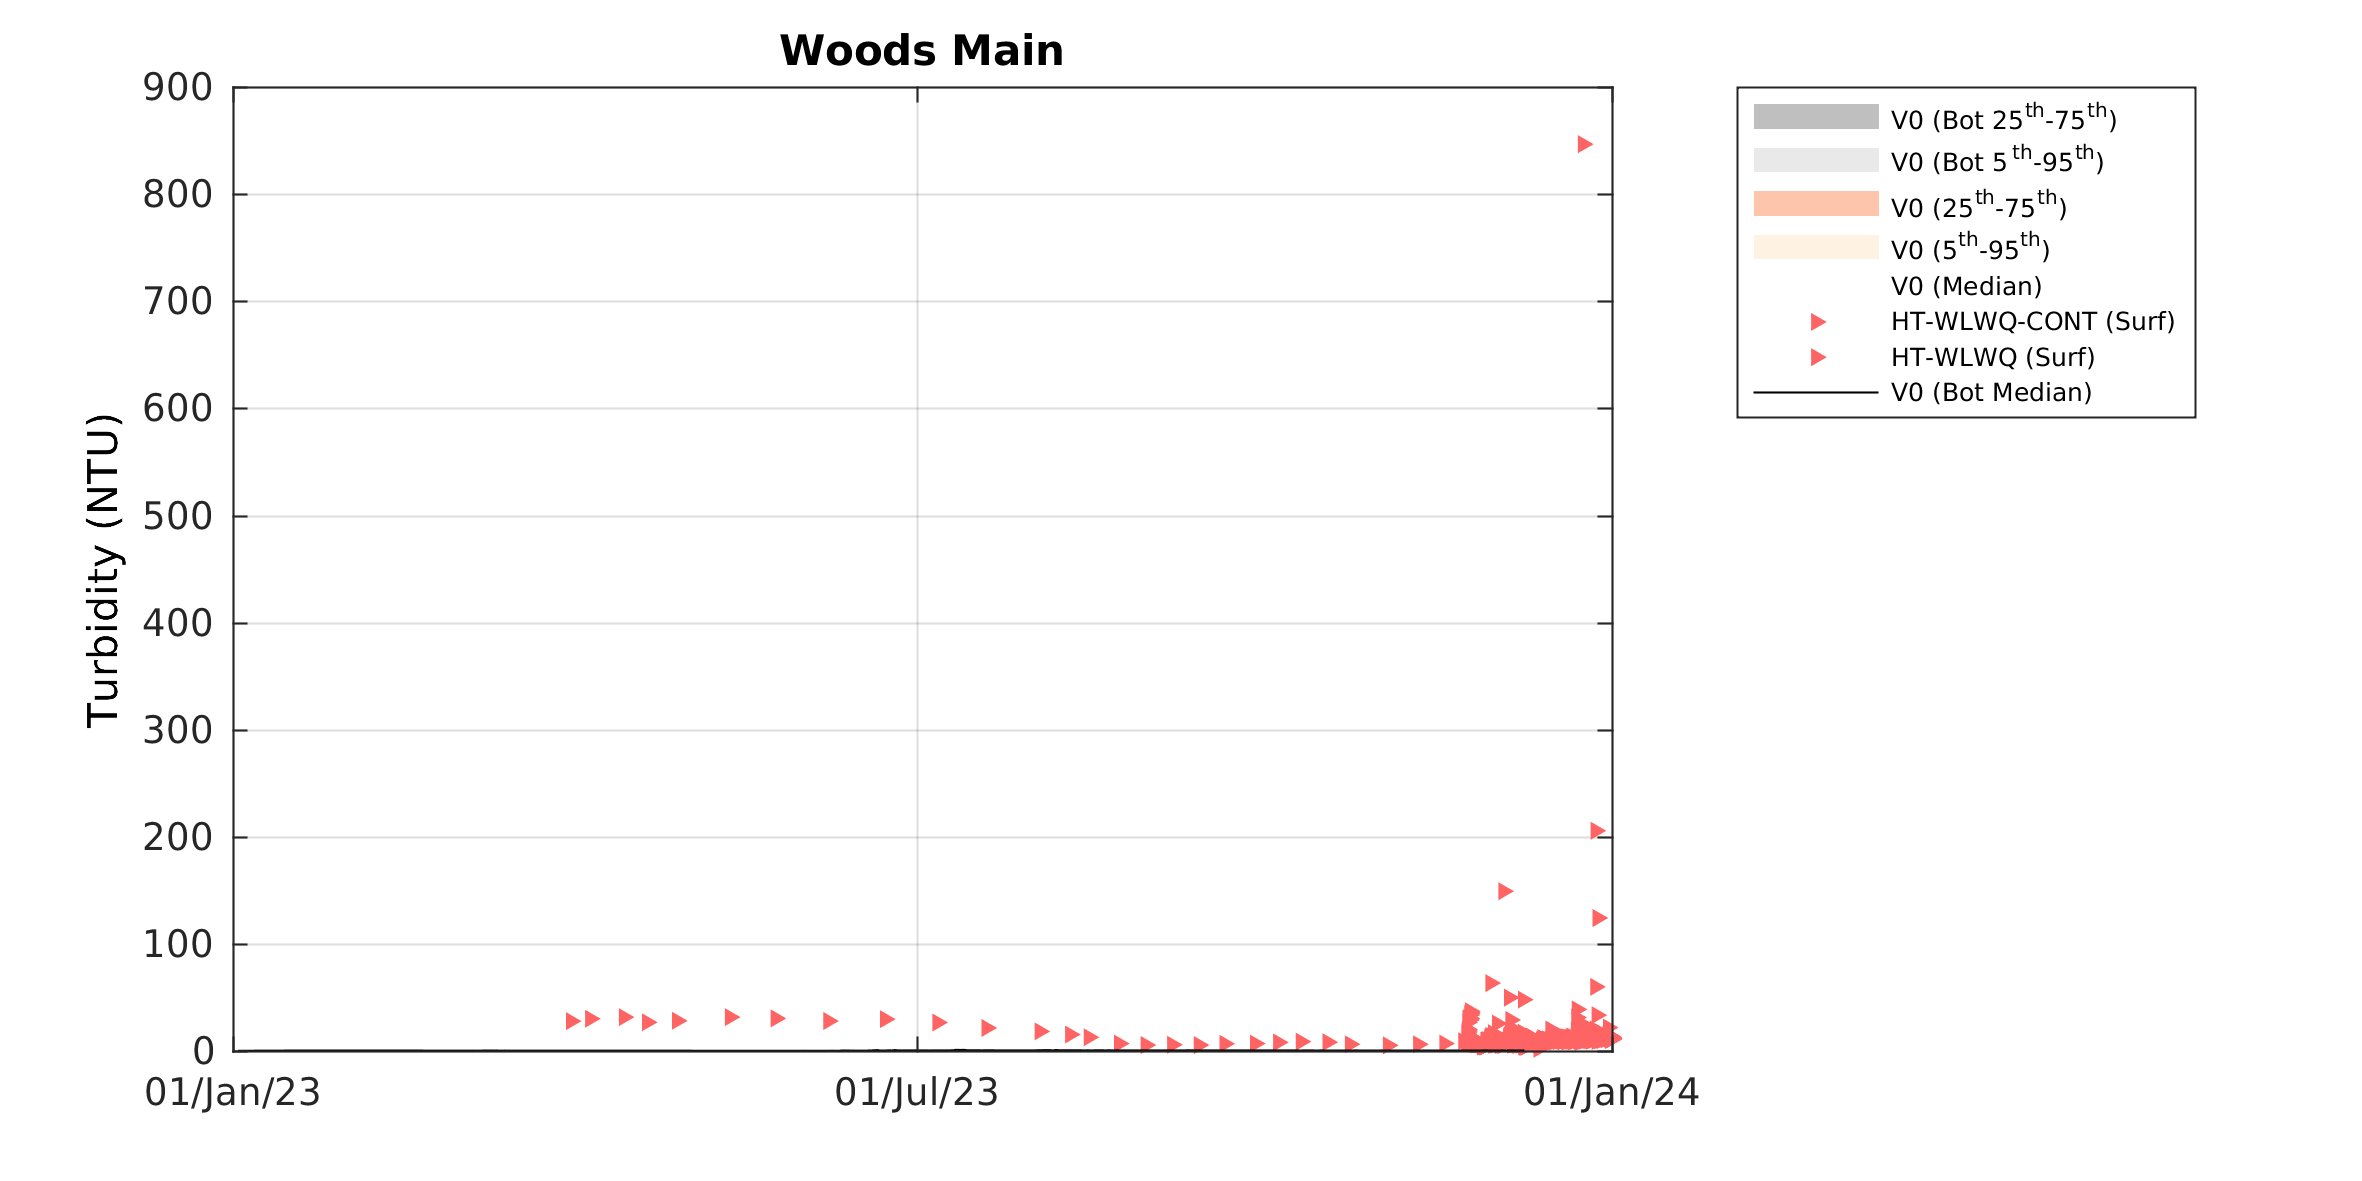 Woods Main
900
800
700
600
500
400
300
200
100
0
Turbidity (NTU)
01/Jan/23
01/Jul/23
01/Jan/24
V0 (Bot 25th-75th)
V0 (Bot 5th-95th)
V0 (25th-75th)
V0 (5th-95th)
V0 (Median)
HT-WLWQ-CONT (Surf)
HT-WLWQ (Surf)
V0 (Bot Median)